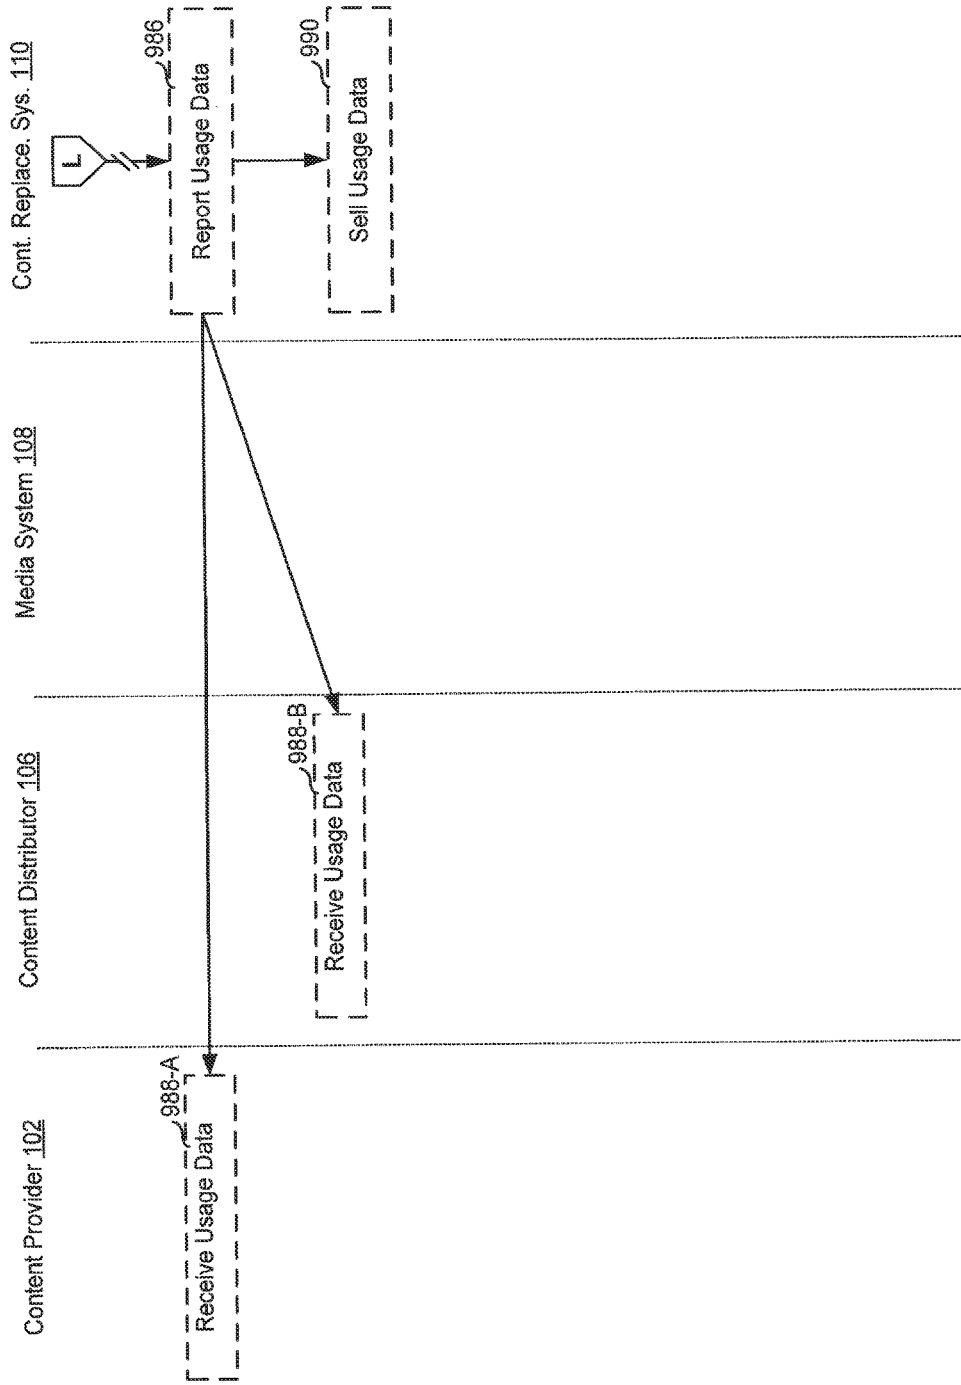 Content Provider 102
Content Distributor 106
Media System 108
Cont. Replace. Sys. 110
L
986
Report Usage Data
988-A
Receive Usage Data
988-B
Receive Usage Data
990
Sell Usage Data